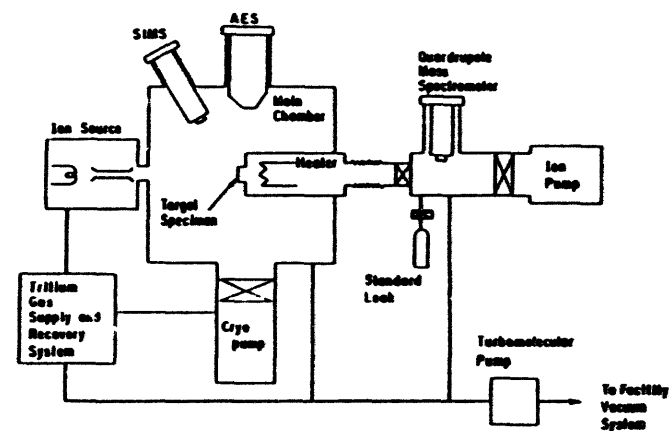 SIMS
AES
Quadrupole
Mass
Spectrometer
Main
Chamber
Ion Source
Heater
Ion
Pump
Target
Specimen
Standard
Leak
Tritium
Gas
Supply and
Recovery
System
Cryo
pump
Turbomolecular
Pump
To Facility
Vacuum
System